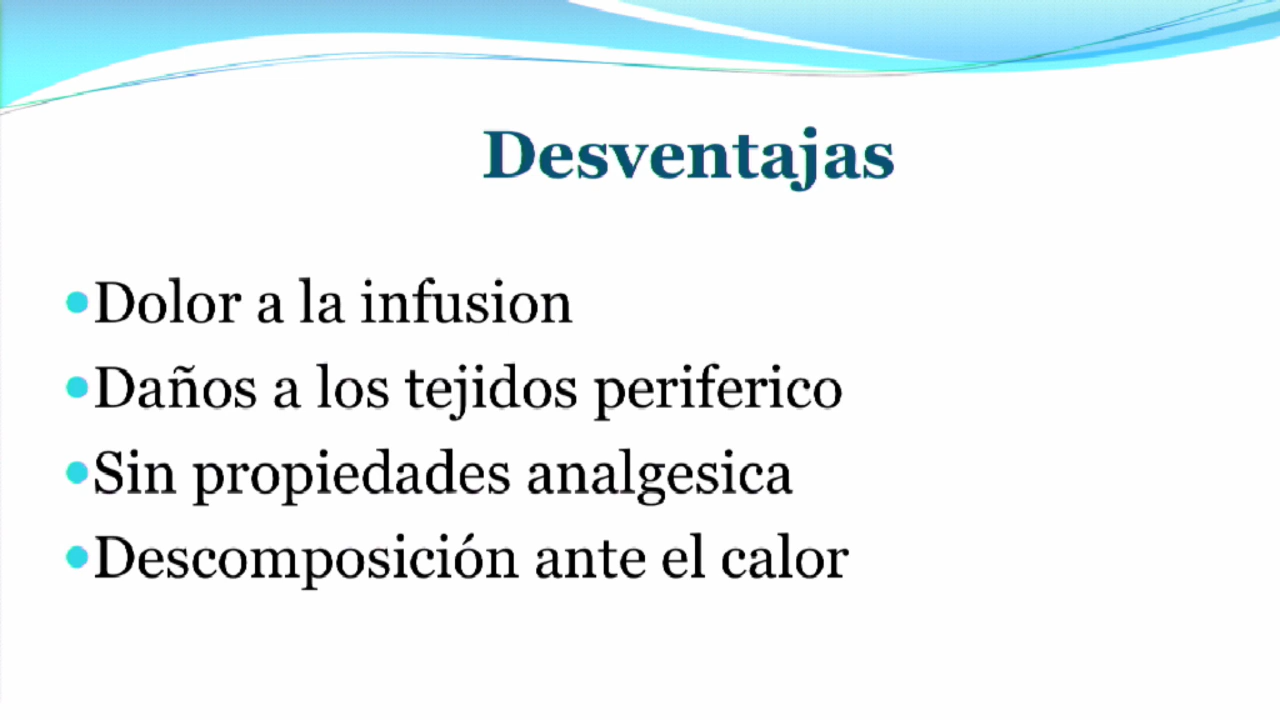 Desventajas
Dolor a la infusion
Daños a los tejidos periferico
Sin propiedades analgesica
Descomposición ante el calor